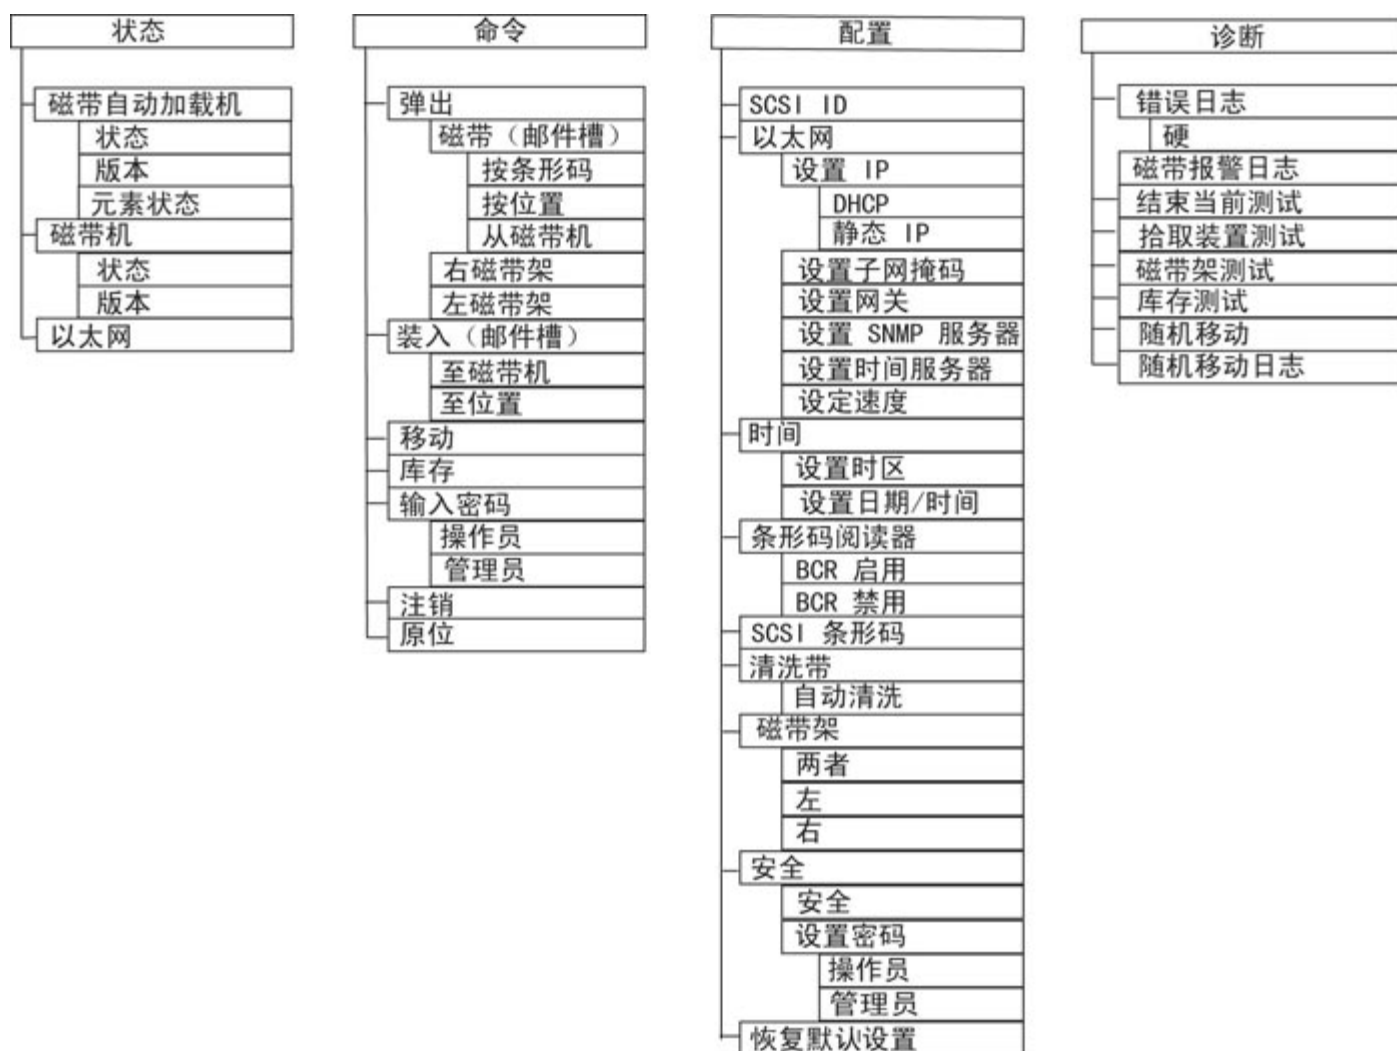 状态
磁带自动加载机
状态
版本
元素状态
磁带机
状态
版本
以太网
命令
弹出
磁带（邮件槽）
按条形码
按位置
从磁带机
右磁带架
左磁带架
装入（邮件槽）
至磁带机
至位置
移动
库存
输入密码
操作员
管理员
注销
原位
配置
SCSI ID
以太网
设置 IP
DHCP
静态 IP
设置子网掩码
设置网关
设置 SNMP 服务器
设置时间服务器
设定速度
时间
设置时区
设置日期/时间
条形码阅读器
BCR 启用
BCR 禁用
SCSI 条形码
清洗带
自动清洗
磁带架
两者
左
右
安全
安全
设置密码
操作员
管理员
恢复默认设置
诊断
错误日志
硬
磁带报警日志
结束当前测试
拾取装置测试
磁带架测试
库存测试
随机移动
随机移动日志